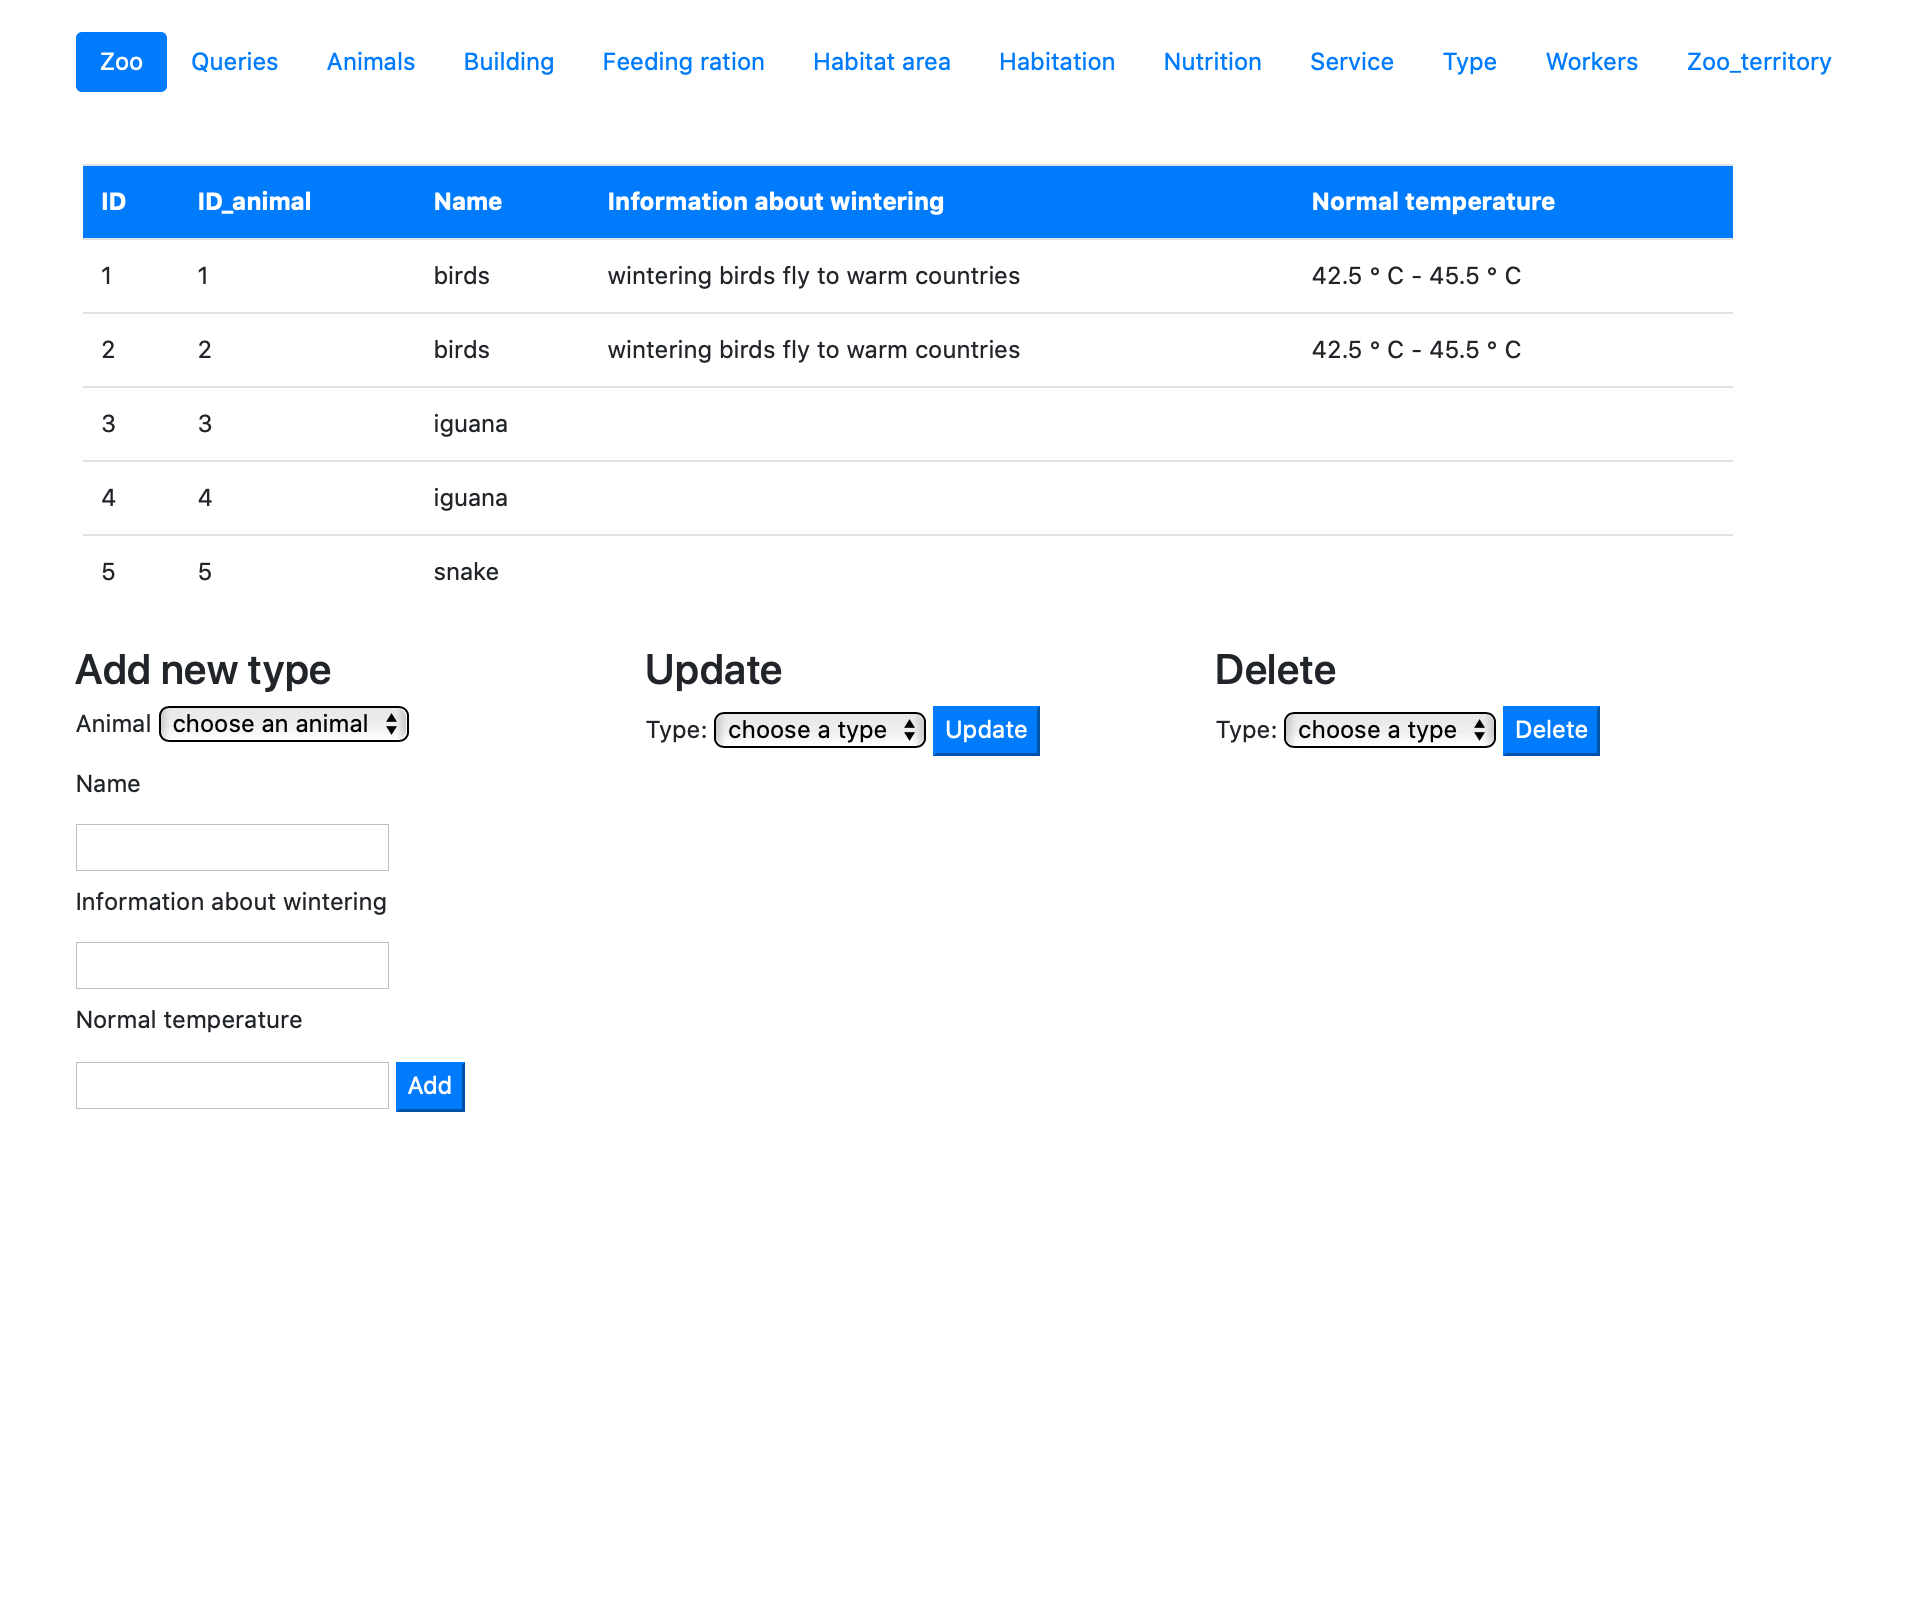 Zoo Queries Animals Building Feeding ration Habitat area Habitation Nutrition Service Type Workers Zoo_territory
ID ID_animal Name Information about wintering Normal temperature
1 1 birds wintering birds fly to warm countries 42.5 ° C - 45.5 ° C
2 2 birds wintering birds fly to warm countries 42.5 ° C - 45.5 ° C
3 3 iguana
4 4 iguana
5 5 snake
Add new type
Animal choose an animal
Name
Information about wintering
Normal temperature
Add
Update
Type: choose a type Update
Delete
Type: choose a type Delete